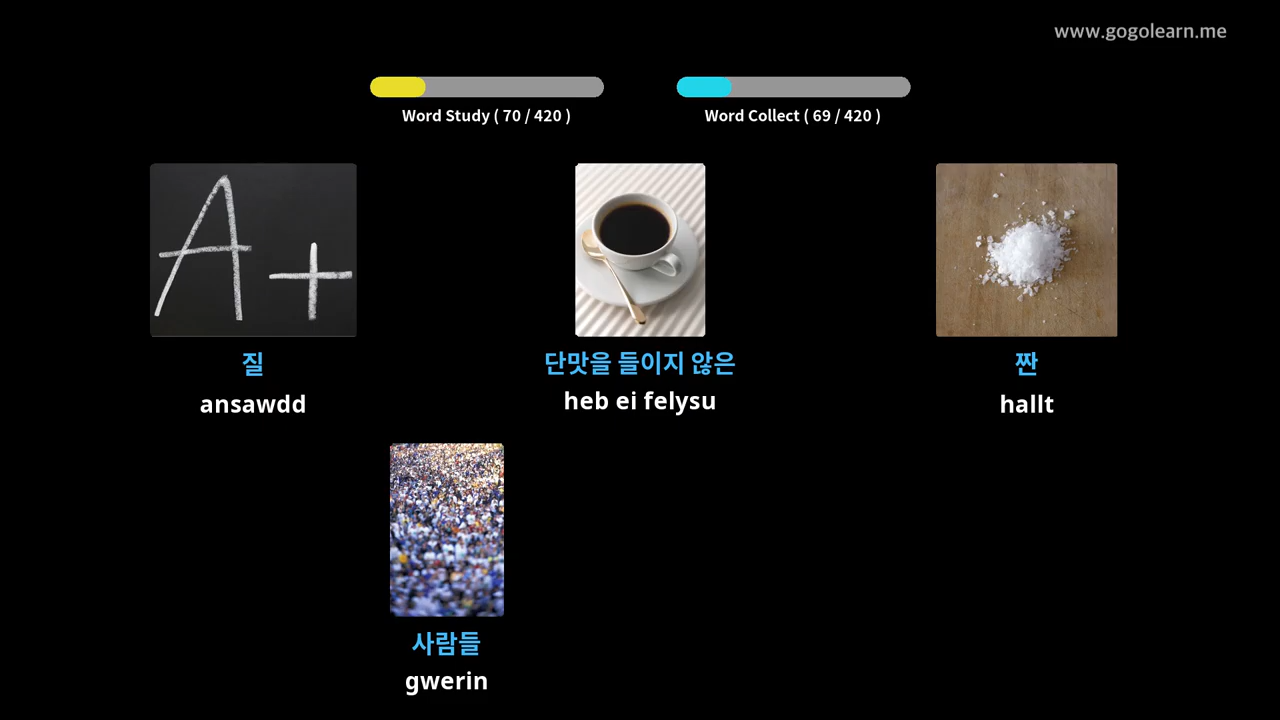 www.gogolearn.me
Word Study ( 70 / 420 )
Word Collect ( 69 / 420 )
A+
질
ansawdd
단맛을 들이지 않은
heb ei felysu
짠
hallt
사람들
gwerin